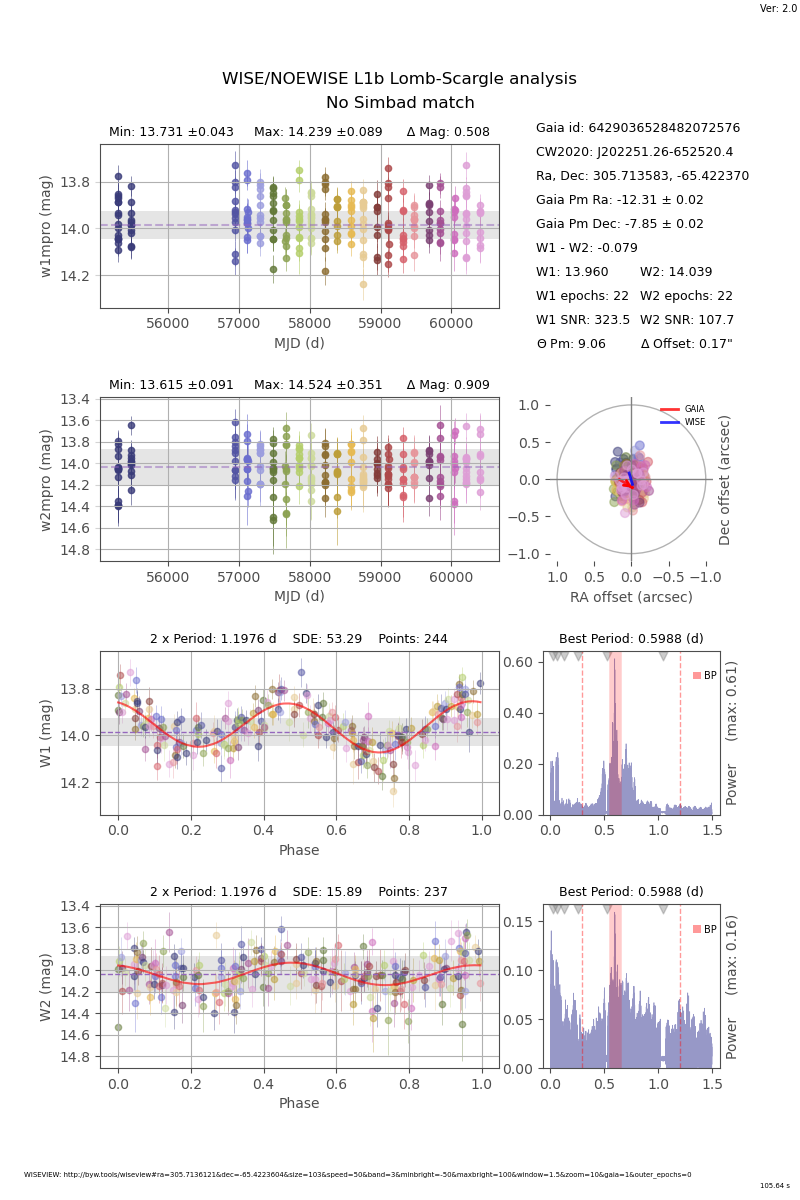 Ver: 2.0
WISE/NOEWISE L1b Lomb-Scargle analysis
No Simbad match
Min: 13.731 ±0.043 Max: 14.239 ±0.089 Δ Mag: 0.508
w1mpro (mag)
13.8
14.0
14.2
56000 57000 58000 59000 60000
MJD (d)
Gaia id: 6429036528482072576
CW2020: J202251.26-652520.4
Ra, Dec: 305.713583, -65.422370
Gaia Pm Ra: -12.31 ± 0.02
Gaia Pm Dec: -7.85 ± 0.02
W1 - W2: -0.079
W1: 13.960 W2: 14.039
W1 epochs: 22 W2 epochs: 22
W1 SNR: 323.5 W2 SNR: 107.7
Θ Pm: 9.06 Δ Offset: 0.17"
Min: 13.615 ±0.091 Max: 14.524 ±0.351 Δ Mag: 0.909
w2mpro (mag)
13.4
13.6
13.8
14.0
14.2
14.4
14.6
14.8
56000 57000 58000 59000 60000
MJD (d)
GAIA
WISE
1.0
0.5
0.0
−0.5
−1.0
1.0 0.5 0.0 −0.5 −1.0
RA offset (arcsec)
Dec offset (arcsec)
2 x Period: 1.1976 d SDE: 53.29 Points: 244
W1 (mag)
13.8
14.0
14.2
0.0 0.2 0.4 0.6 0.8 1.0
Phase
Best Period: 0.5988 (d)
BP
0.60
0.40
0.20
0.00
0.0 0.5 1.0 1.5
Power (max: 0.61)
2 x Period: 1.1976 d SDE: 15.89 Points: 237
W2 (mag)
13.4
13.6
13.8
14.0
14.2
14.4
14.6
14.8
0.0 0.2 0.4 0.6 0.8 1.0
Phase
Best Period: 0.5988 (d)
BP
0.15
0.10
0.05
0.00
0.0 0.5 1.0 1.5
Power (max: 0.16)
WISEVIEW: http://byw.tools/wiseview#ra=305.7136121&dec=-65.4223604&size=103&speed=50&band=3&minbright=-50&maxbright=100&window=1.5&zoom=10&gaia=1&outer_epochs=0
105.64 s